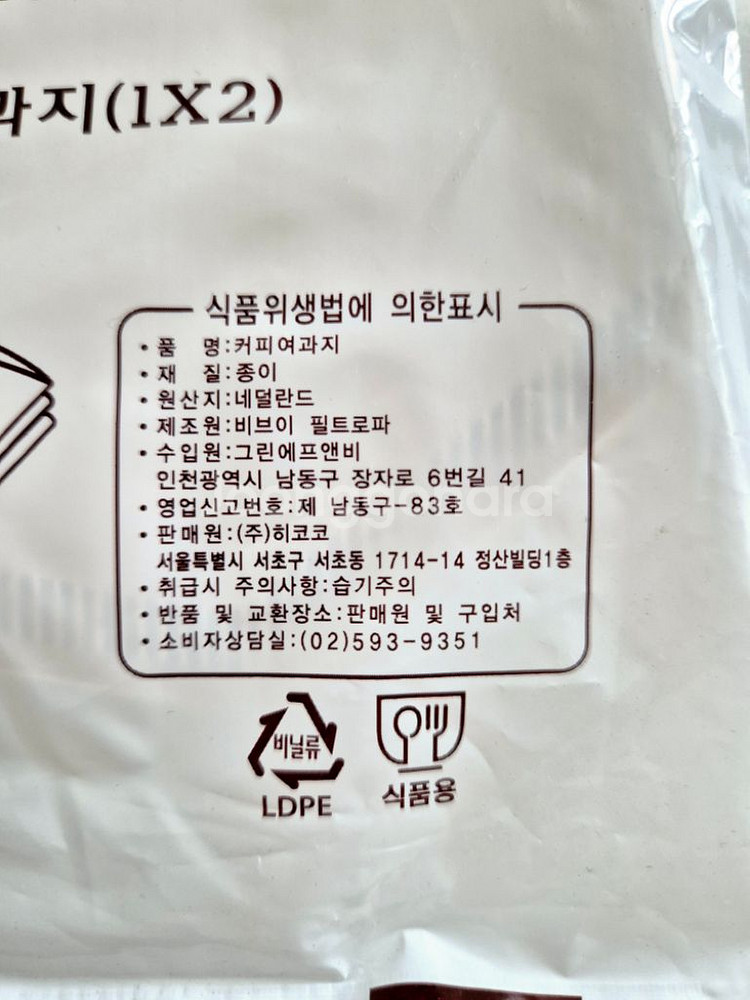 과지(1X2)
식품위생법에 의한표시
• 품 명:커피여과지
• 재 질:종이
• 원산지:네덜란드
• 제조원:비브이 필트로파
• 수입원:그린에프앤비
인천광역시 남동구 장자로 6번길 41
• 영업신고번호:제 남동구-83호
• 판매원:(주)히코코
서울특별시 서초구 서초동 1714-14 정산빌딩1층
• 취급시 주의사항:습기주의
• 반품 및 교환장소:판매원 및 구입처
• 소비자상담실:(02)593-9351
비닐류
LDPE
식품용